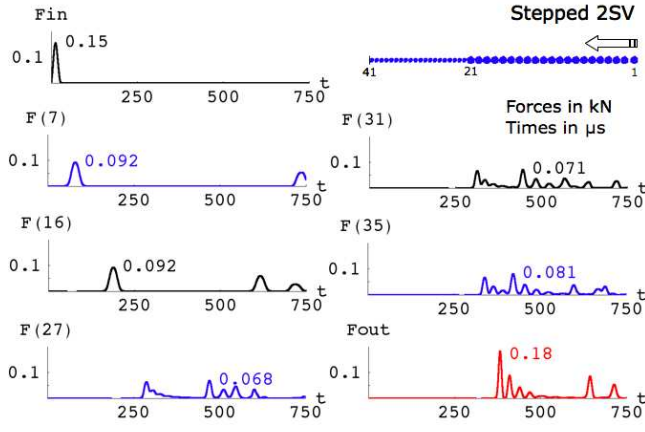 Fin
0.15
0.1
250 500 750 t
Stepped 2SV
41 21 1
Forces in kN
Times in µs
F(7)
0.092
0.1
250 500 750 t
F(31)
0.071
0.1
250 500 750 t
F(16)
0.092
0.1
250 500 750 t
F(35)
0.081
0.1
250 500 750 t
F(27)
0.068
0.1
250 500 750 t
Fout
0.18
0.1
250 500 750 t